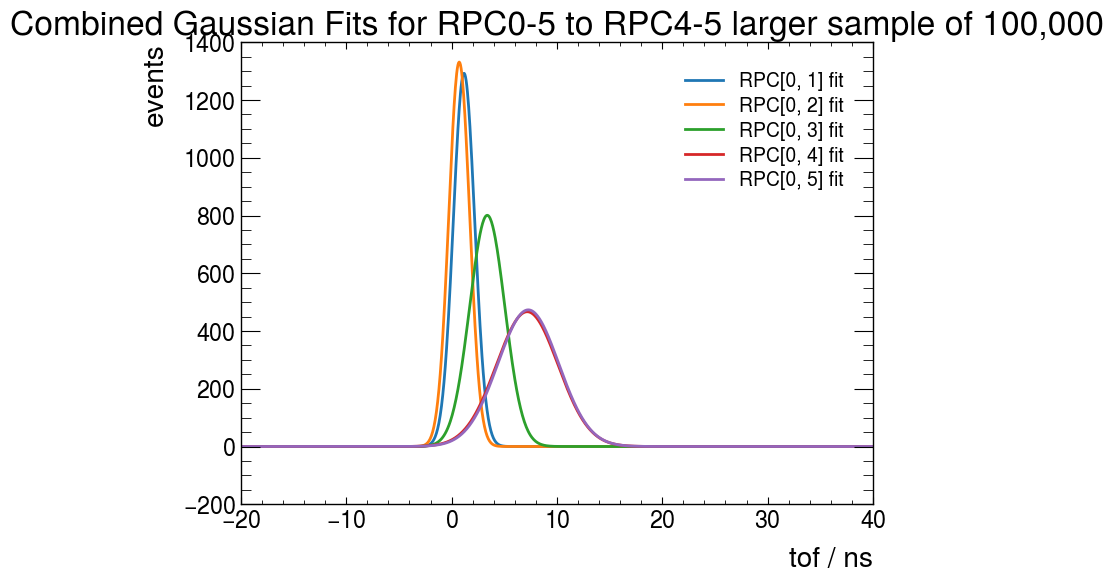 Combined Gaussian Fits for RPC0-5 to RPC4-5 larger sample of 100,000
events
1400
1200
1000
800
600
400
200
0
−200
RPC[0, 1] fit
RPC[0, 2] fit
RPC[0, 3] fit
RPC[0, 4] fit
RPC[0, 5] fit
−20 −10 0 10 20 30 40
tof / ns